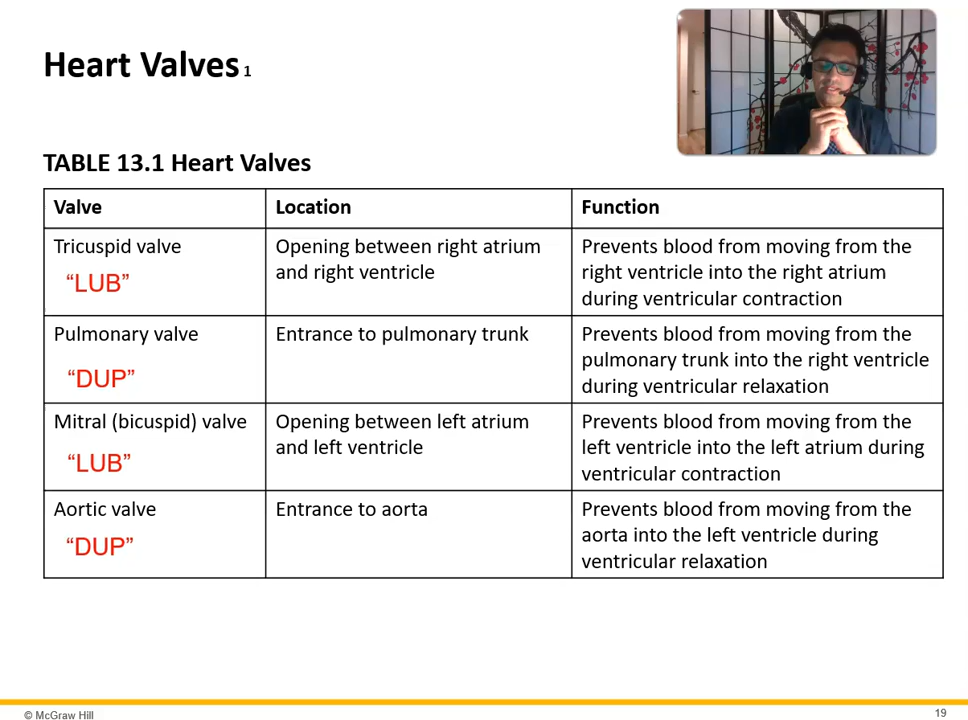 Heart Valves 1
TABLE 13.1 Heart Valves
Valve Location Function
Tricuspid valve
“LUB”
Opening between right atrium
and right ventricle
Prevents blood from moving from the
right ventricle into the right atrium
during ventricular contraction
Pulmonary valve
“DUP”
Entrance to pulmonary trunk
Prevents blood from moving from the
pulmonary trunk into the right ventricle
during ventricular relaxation
Mitral (bicuspid) valve
“LUB”
Opening between left atrium
and left ventricle
Prevents blood from moving from the
left ventricle into the left atrium during
ventricular contraction
Aortic valve
“DUP”
Entrance to aorta
Prevents blood from moving from the
aorta into the left ventricle during
ventricular relaxation
© McGraw Hill
19